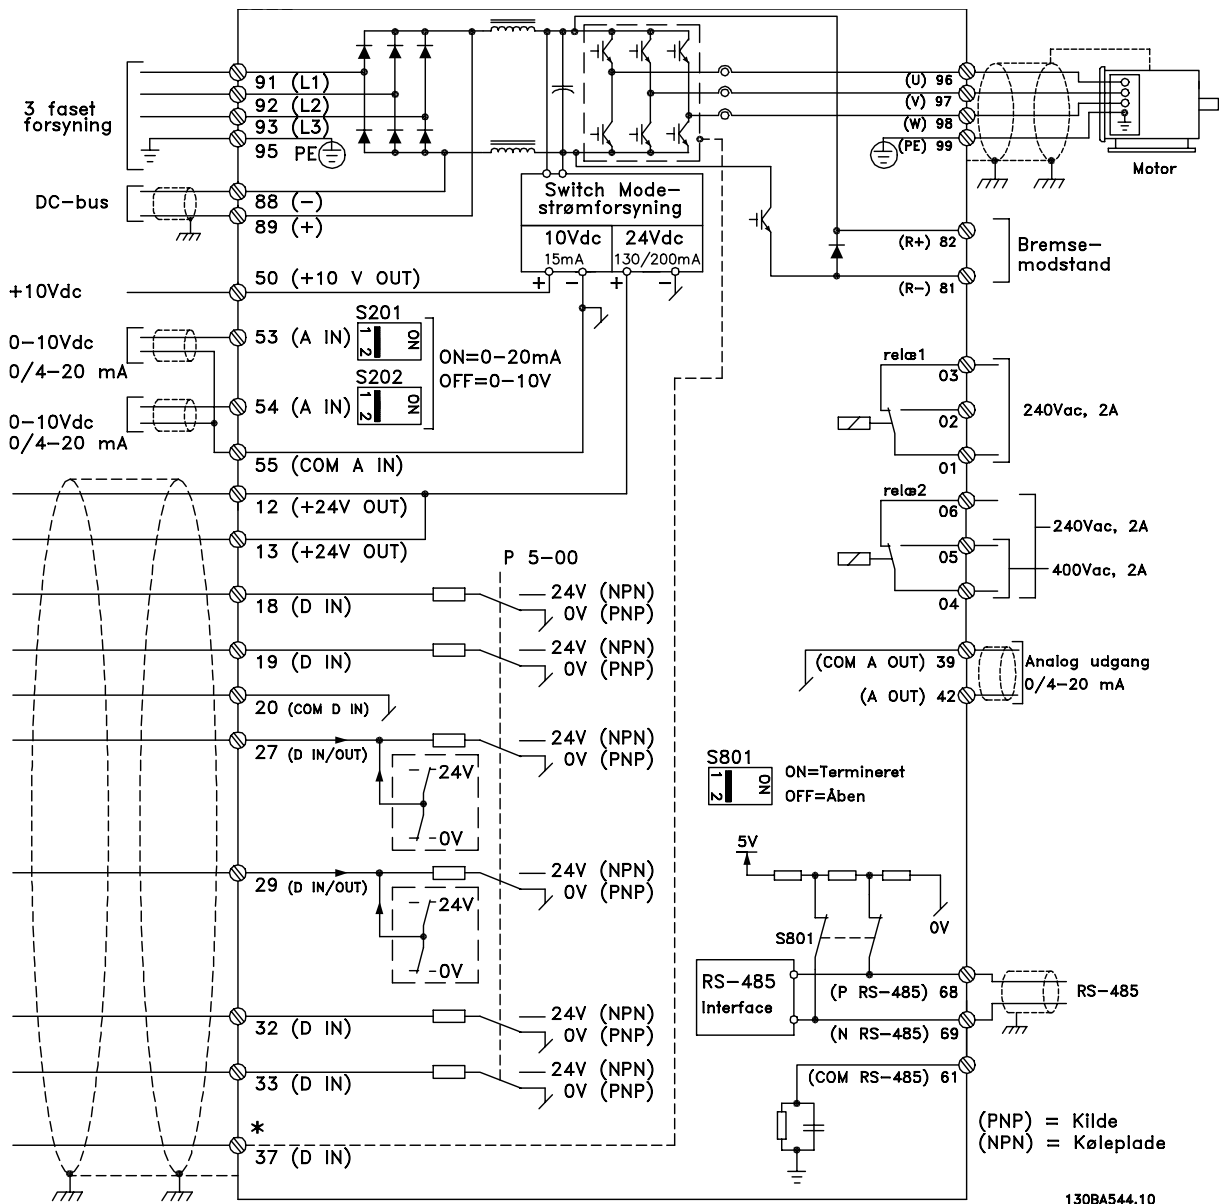 3 faset
forsyning
91 (L1)
92 (L2)
93 (L3)
95 PE
DC-bus
88 (-)
89 (+)
Switch Mode-
strømforsyning
10Vdc
15mA
24Vdc
130/200mA
+ - + -
(U) 96
(V) 97
(W) 98
(PE) 99
Motor
(R+) 82
(R-) 81
Bremse-
modstand
+10Vdc
50 (+10 V OUT)
0-10Vdc
0/4-20 mA
53 (A IN)
S201
1 2 ON
ON=0-20mA
OFF=0-10V
0-10Vdc
0/4-20 mA
54 (A IN)
S202
1 2 ON
55 (COM A IN)
12 (+24V OUT)
13 (+24V OUT)
relæ1
03
02
01
240Vac, 2A
relæ2
06
05
04
240Vac, 2A
400Vac, 2A
P 5-00
18 (D IN)
24V (NPN)
0V (PNP)
19 (D IN)
24V (NPN)
0V (PNP)
20 (COM D IN)
27 (D IN/OUT)
24V (NPN)
0V (PNP)
24V
0V
29 (D IN/OUT)
24V (NPN)
0V (PNP)
24V
0V
32 (D IN)
24V (NPN)
0V (PNP)
33 (D IN)
24V (NPN)
0V (PNP)
*
37 (D IN)
(COM A OUT) 39
(A OUT) 42
Analog udgang
0/4-20 mA
S801
1 2 ON
ON=Termineret
OFF=Åben
5V
0V
S801
RS-485
Interface
(P RS-485) 68
(N RS-485) 69
RS-485
(COM RS-485) 61
(PNP) = Kilde
(NPN) = Køleplade
130BA544.10